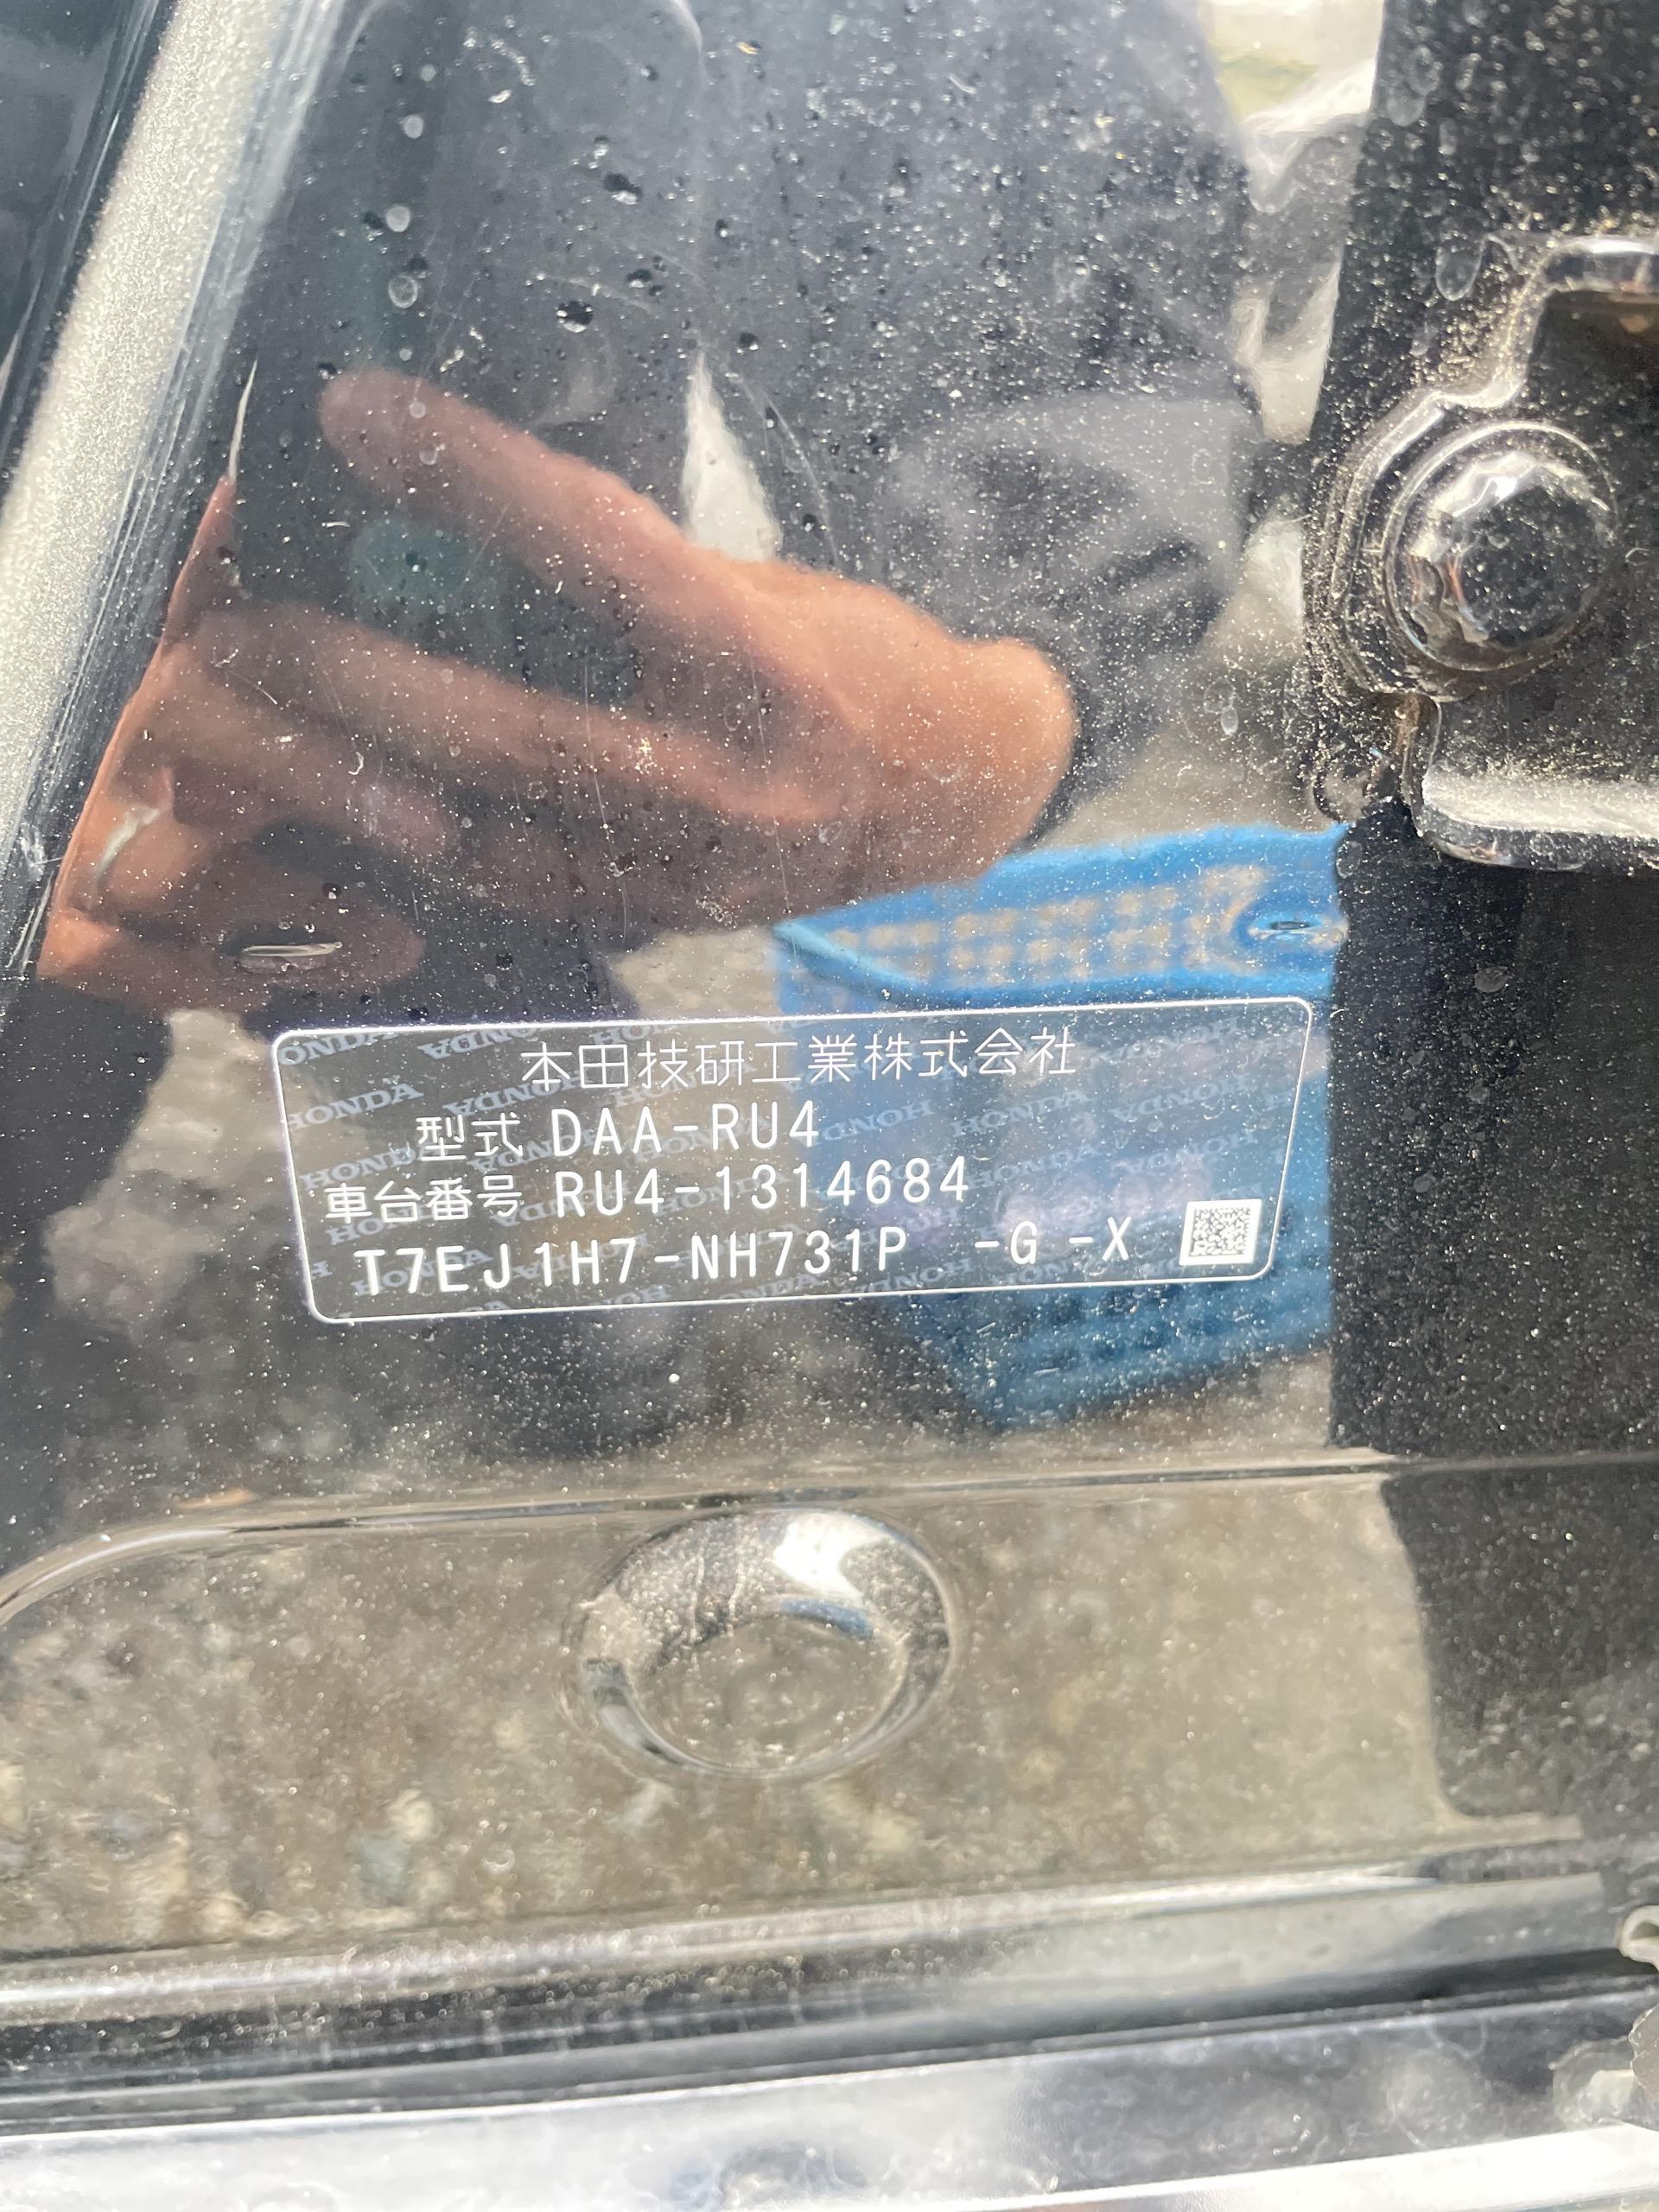 本田技研工業株式会社
型式 DAA-RU4
車台番号 RU4-1314684
T7EJ1H7-NH731P -G -X